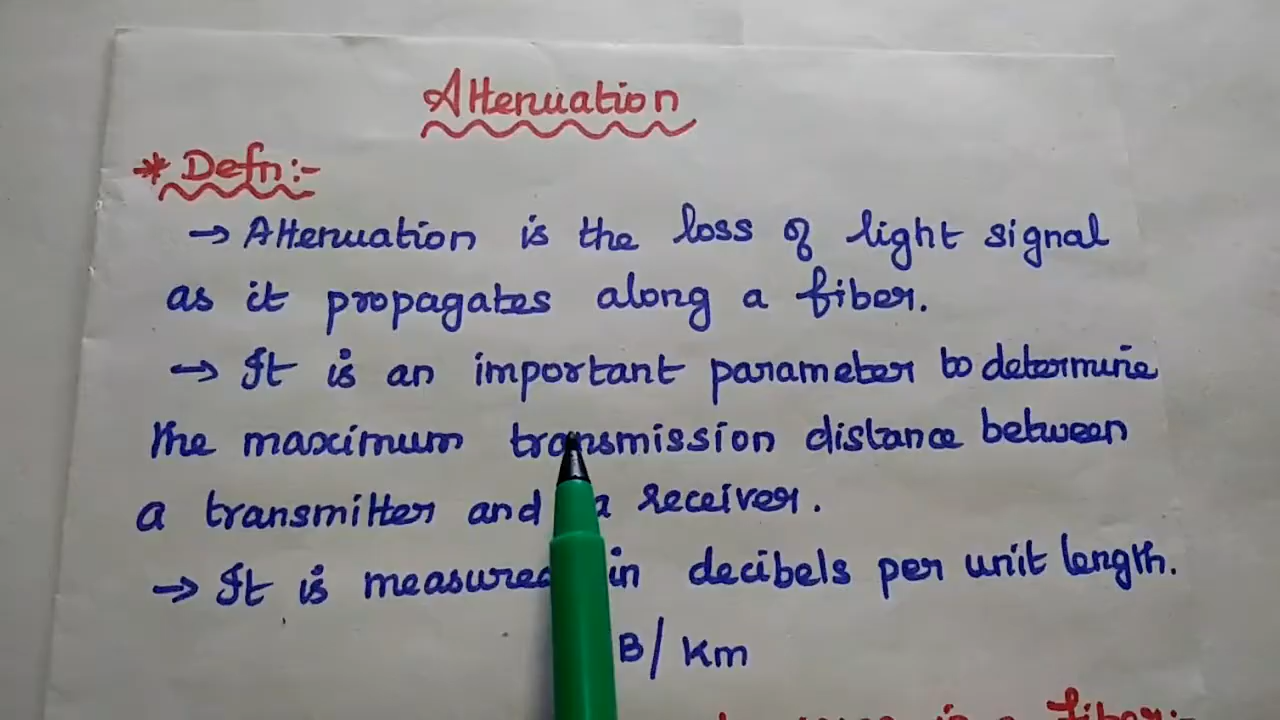 Attenuation
* Defn:-
→ Attenuation is the loss of light signal
as it propagates along a fiber.
→ It is an important parameter to determine
the maximum transmission distance between
a transmitter and a receiver.
→ It is measured in decibels per unit length.
B/Km
in a fiber:-